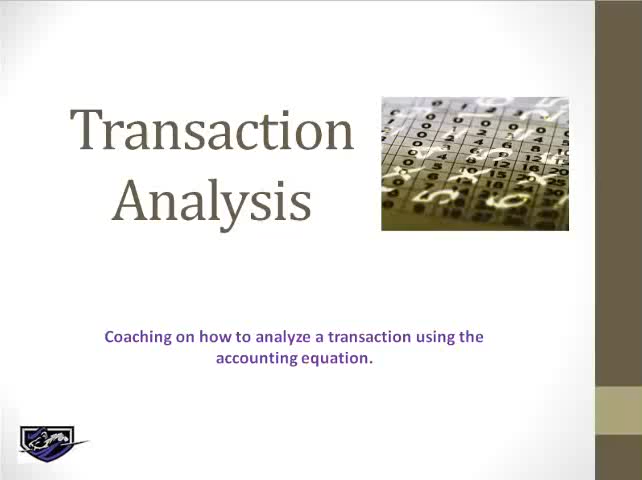 Transaction
Analysis
Coaching on how to analyze a transaction using the
accounting equation.